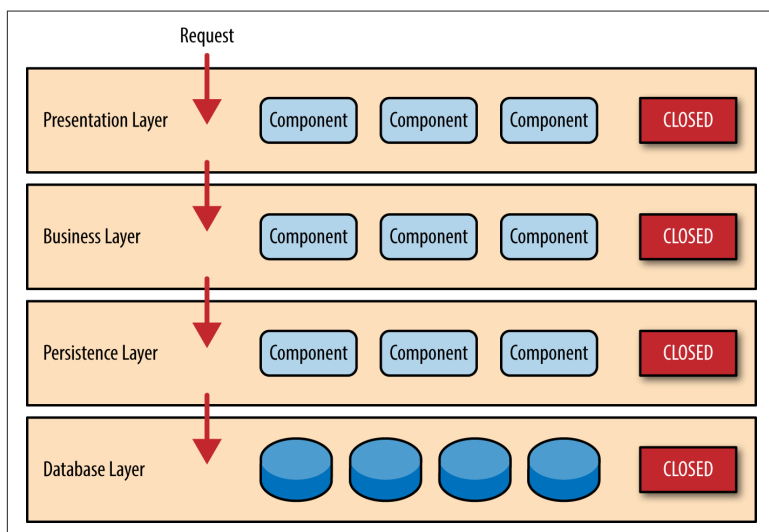 Request
Presentation Layer Component Component Component CLOSED
Business Layer Component Component Component CLOSED
Persistence Layer Component Component Component CLOSED
Database Layer CLOSED